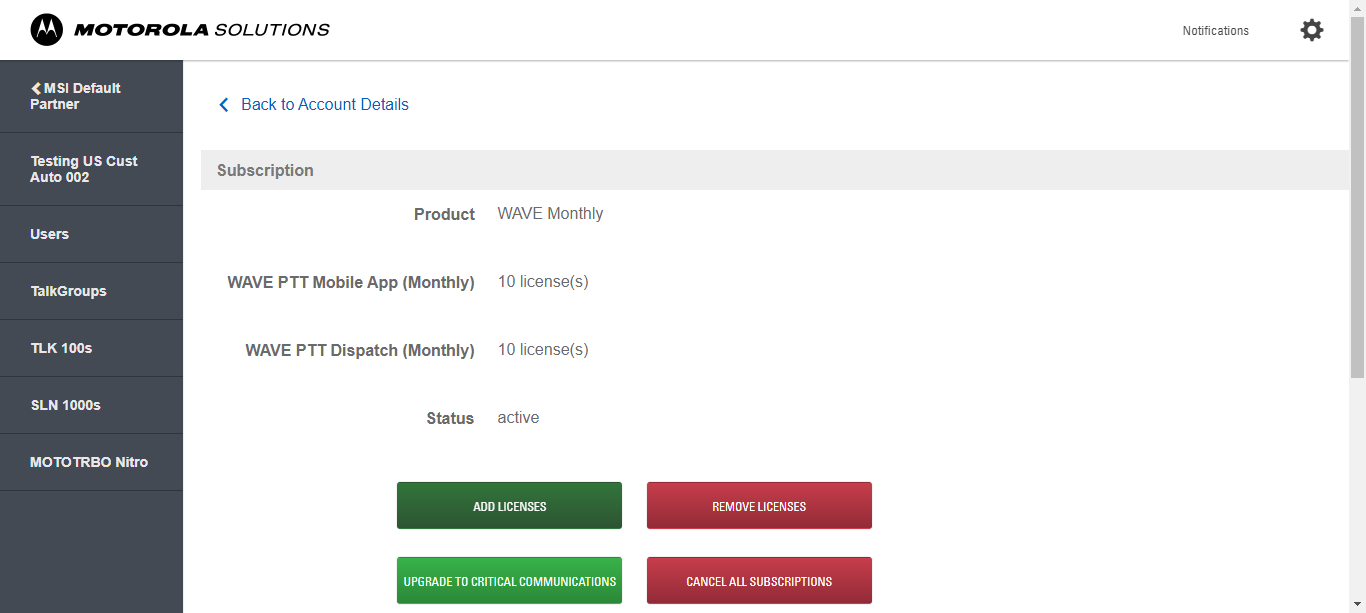 MOTOROLA SOLUTIONS
Notifications
MSI Default
Partner
Testing US Cust
Auto 002
Users
TalkGroups
TLK 100s
SLN 1000s
MOTOTRBO Nitro
Back to Account Details
Subscription
Product WAVE Monthly
WAVE PTT Mobile App (Monthly) 10 license(s)
WAVE PTT Dispatch (Monthly) 10 license(s)
Status active
ADD LICENSES REMOVE LICENSES
UPGRADE TO CRITICAL COMMUNICATIONS CANCEL ALL SUBSCRIPTIONS